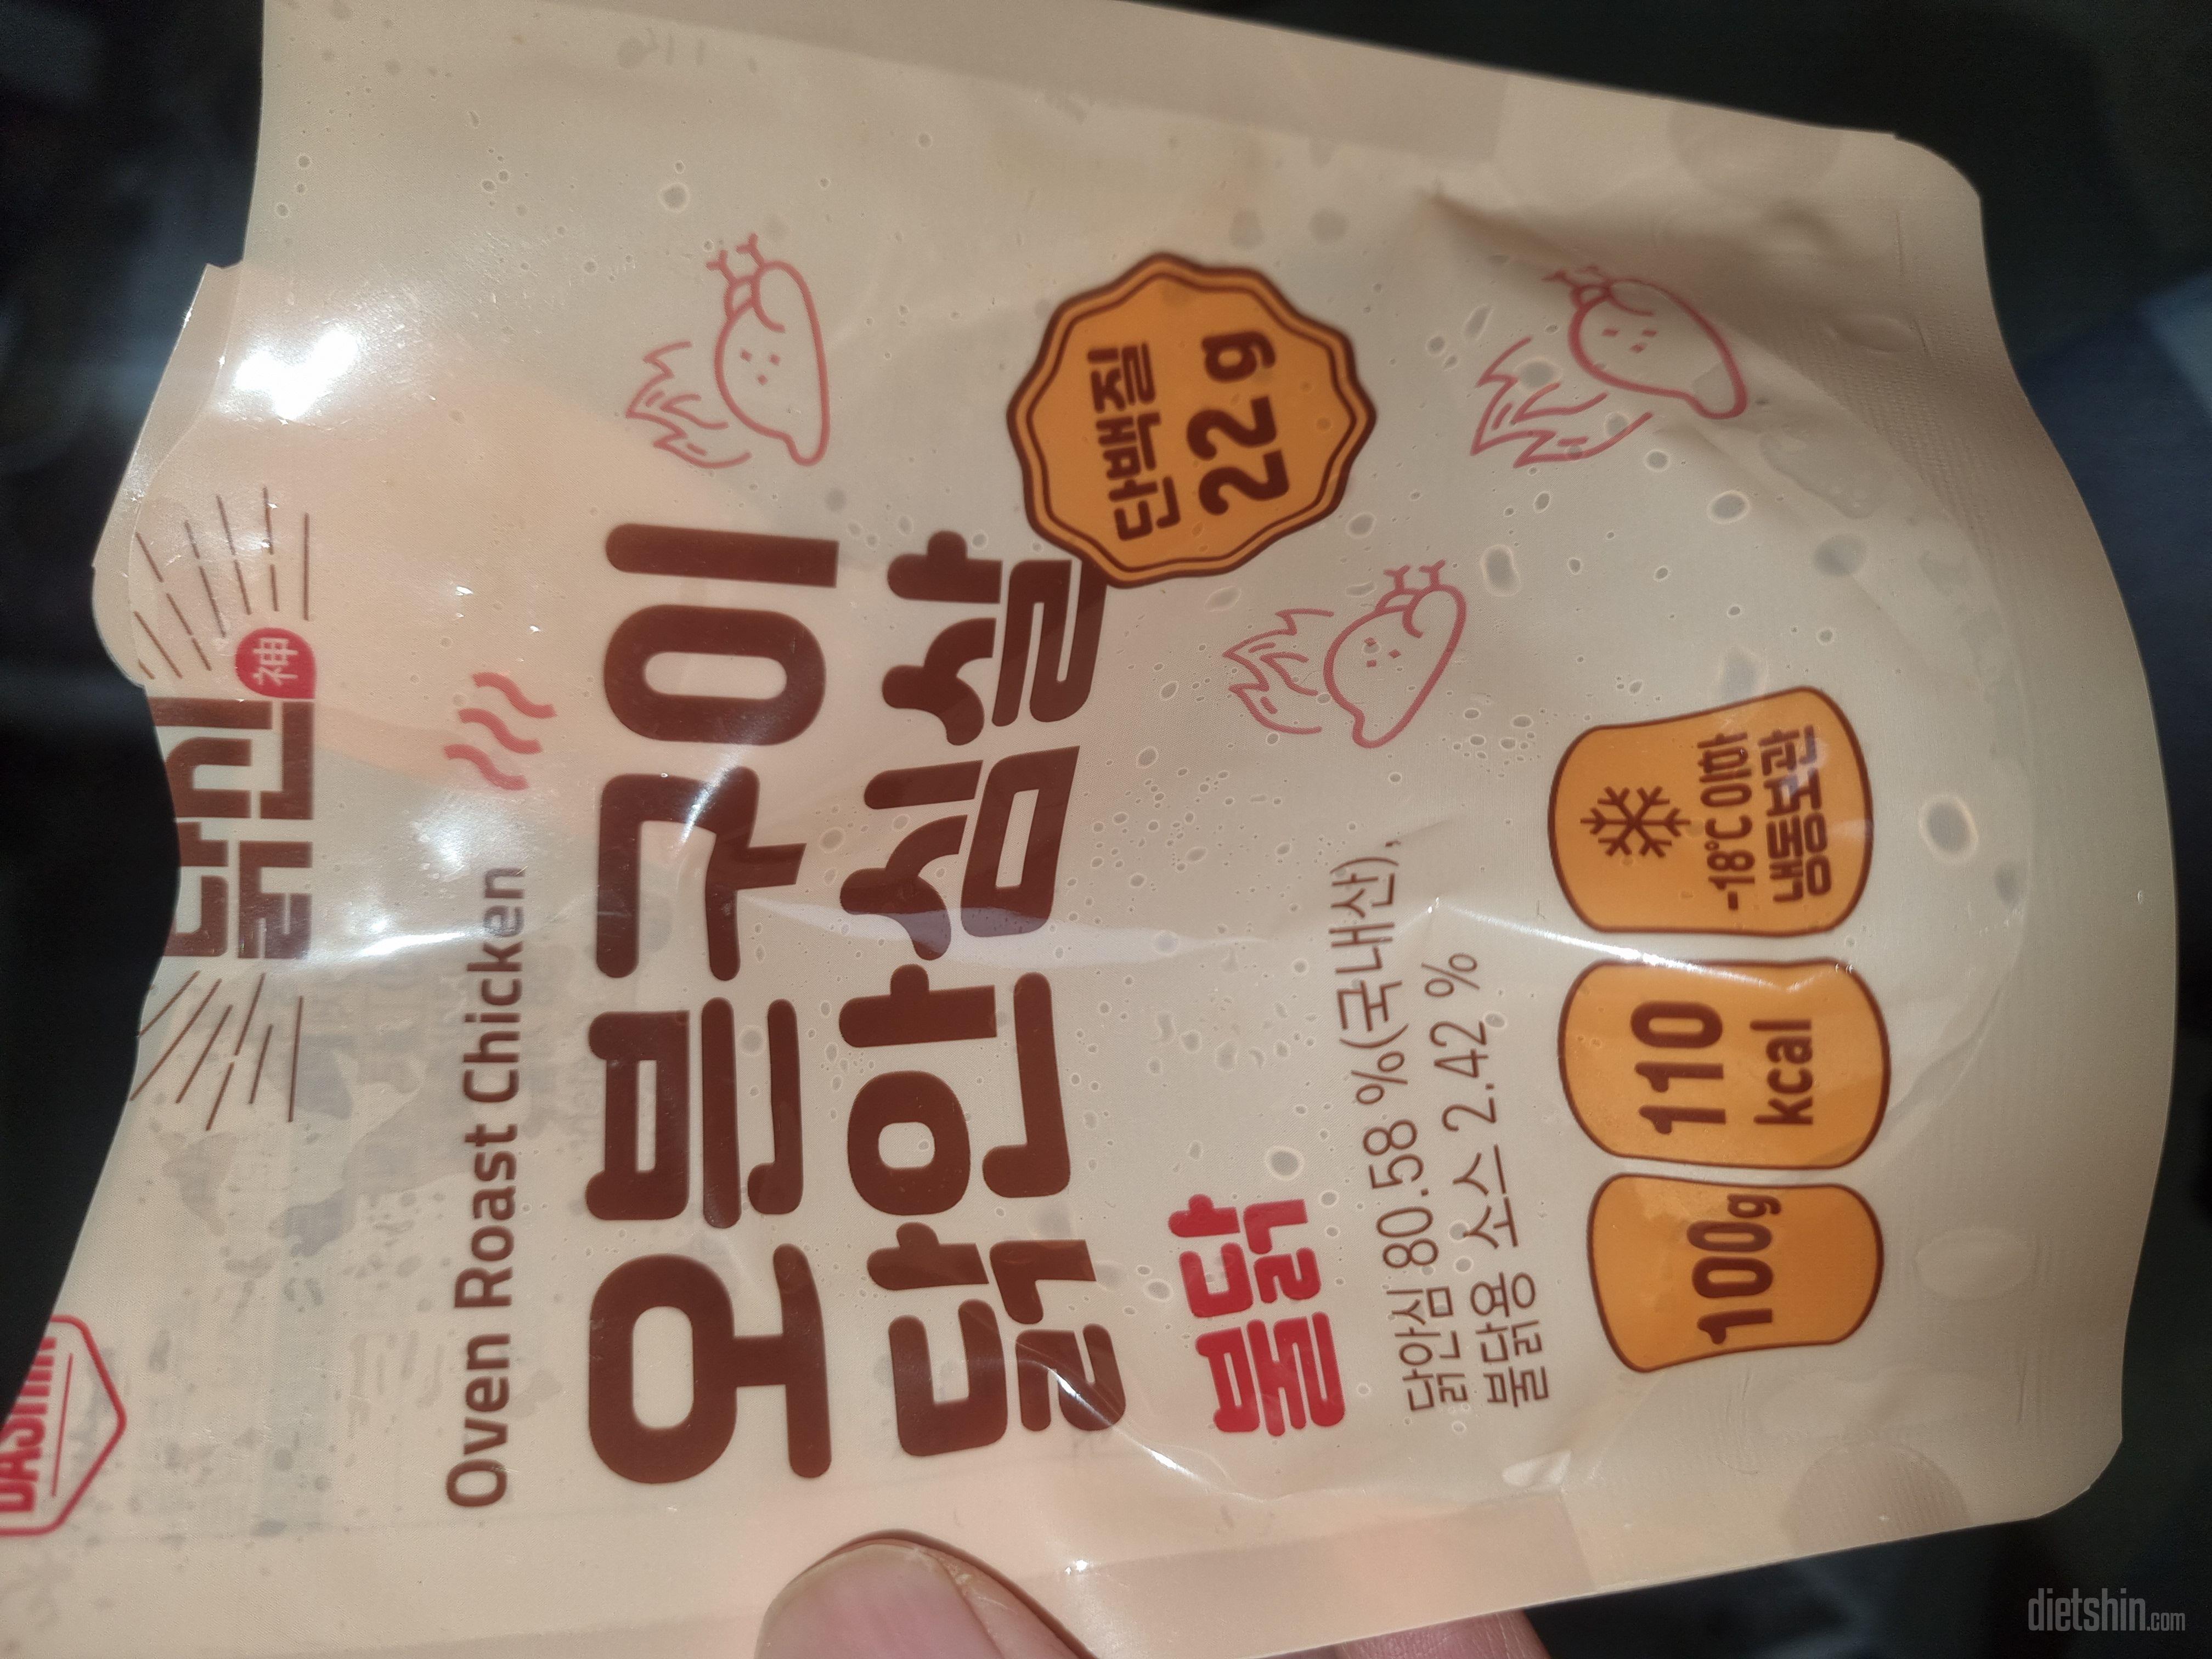 DASHIN
닭신
神
Oven Roast Chicken
오븐구이
닭안심살
단백질
22 g
불닭
닭안심 80.58 %(국내산),
불닭용 소스 2.42 %
100g
110
kcal
-18℃ 이하
냉동보관
dietshin.com